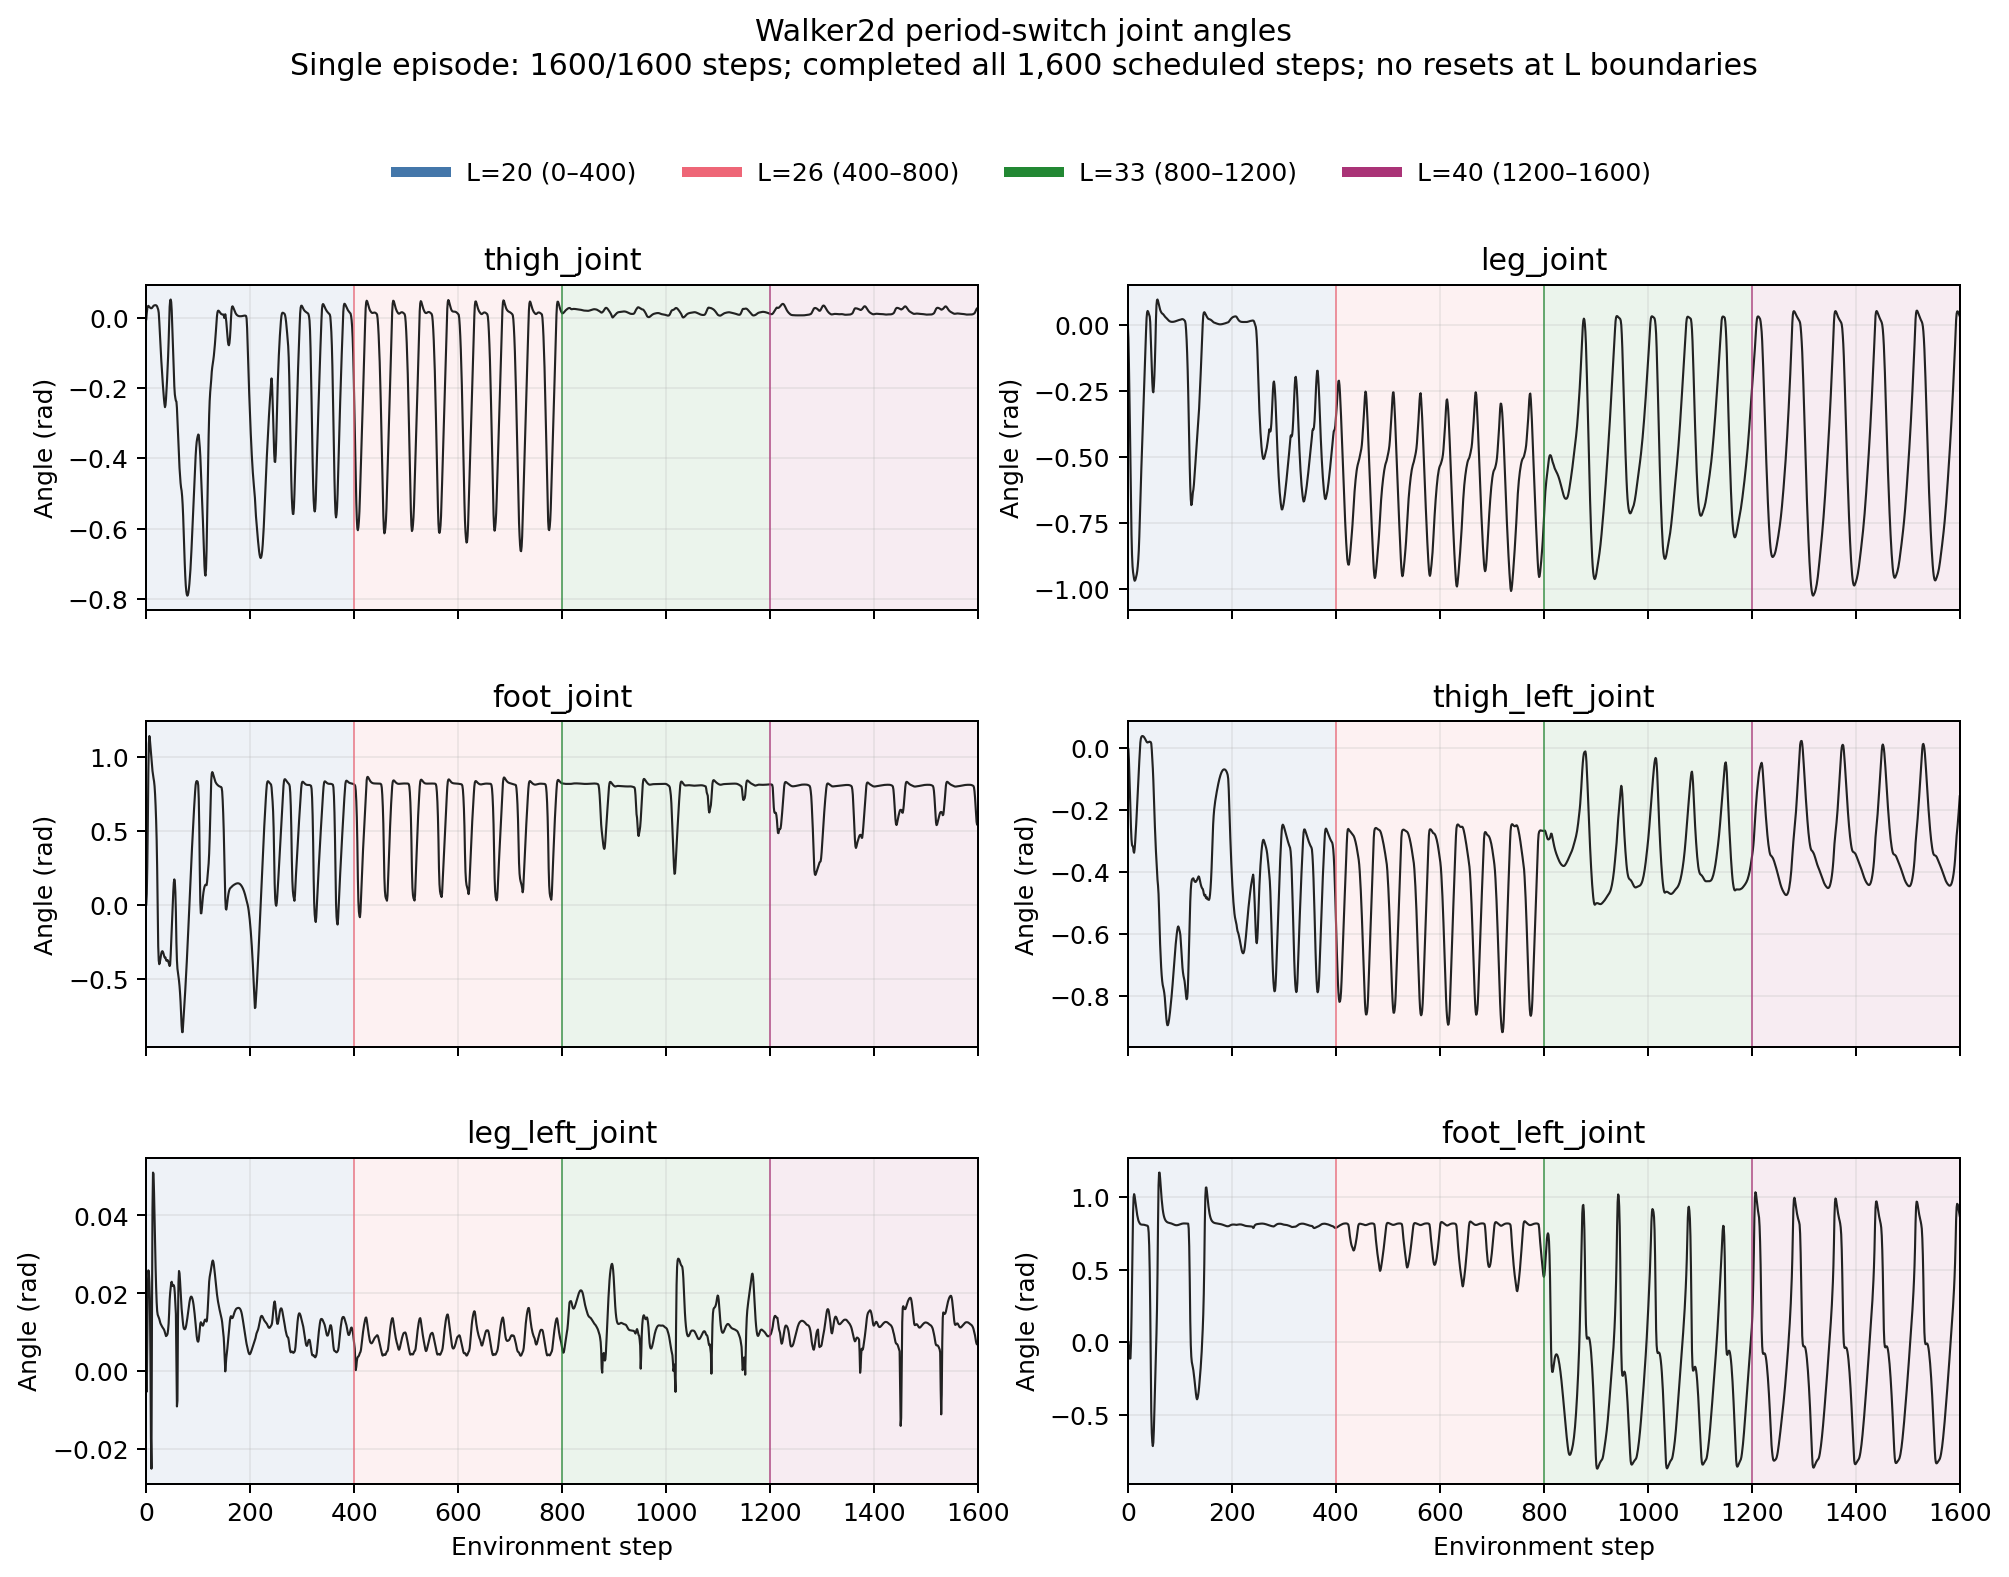 Walker2d period-switch joint angles
Single episode: 1600/1600 steps; completed all 1,600 scheduled steps; no resets at L boundaries
L=20 (0–400) L=26 (400–800) L=33 (800–1200) L=40 (1200–1600)
thigh_joint
Angle (rad)
0.0
−0.2
−0.4
−0.6
−0.8
leg_joint
Angle (rad)
0.00
−0.25
−0.50
−0.75
−1.00
foot_joint
Angle (rad)
1.0
0.5
0.0
−0.5
thigh_left_joint
Angle (rad)
0.0
−0.2
−0.4
−0.6
−0.8
leg_left_joint
Angle (rad)
0.04
0.02
0.00
−0.02
0 200 400 600 800 1000 1200 1400 1600
Environment step
foot_left_joint
Angle (rad)
1.0
0.5
0.0
−0.5
0 200 400 600 800 1000 1200 1400 1600
Environment step